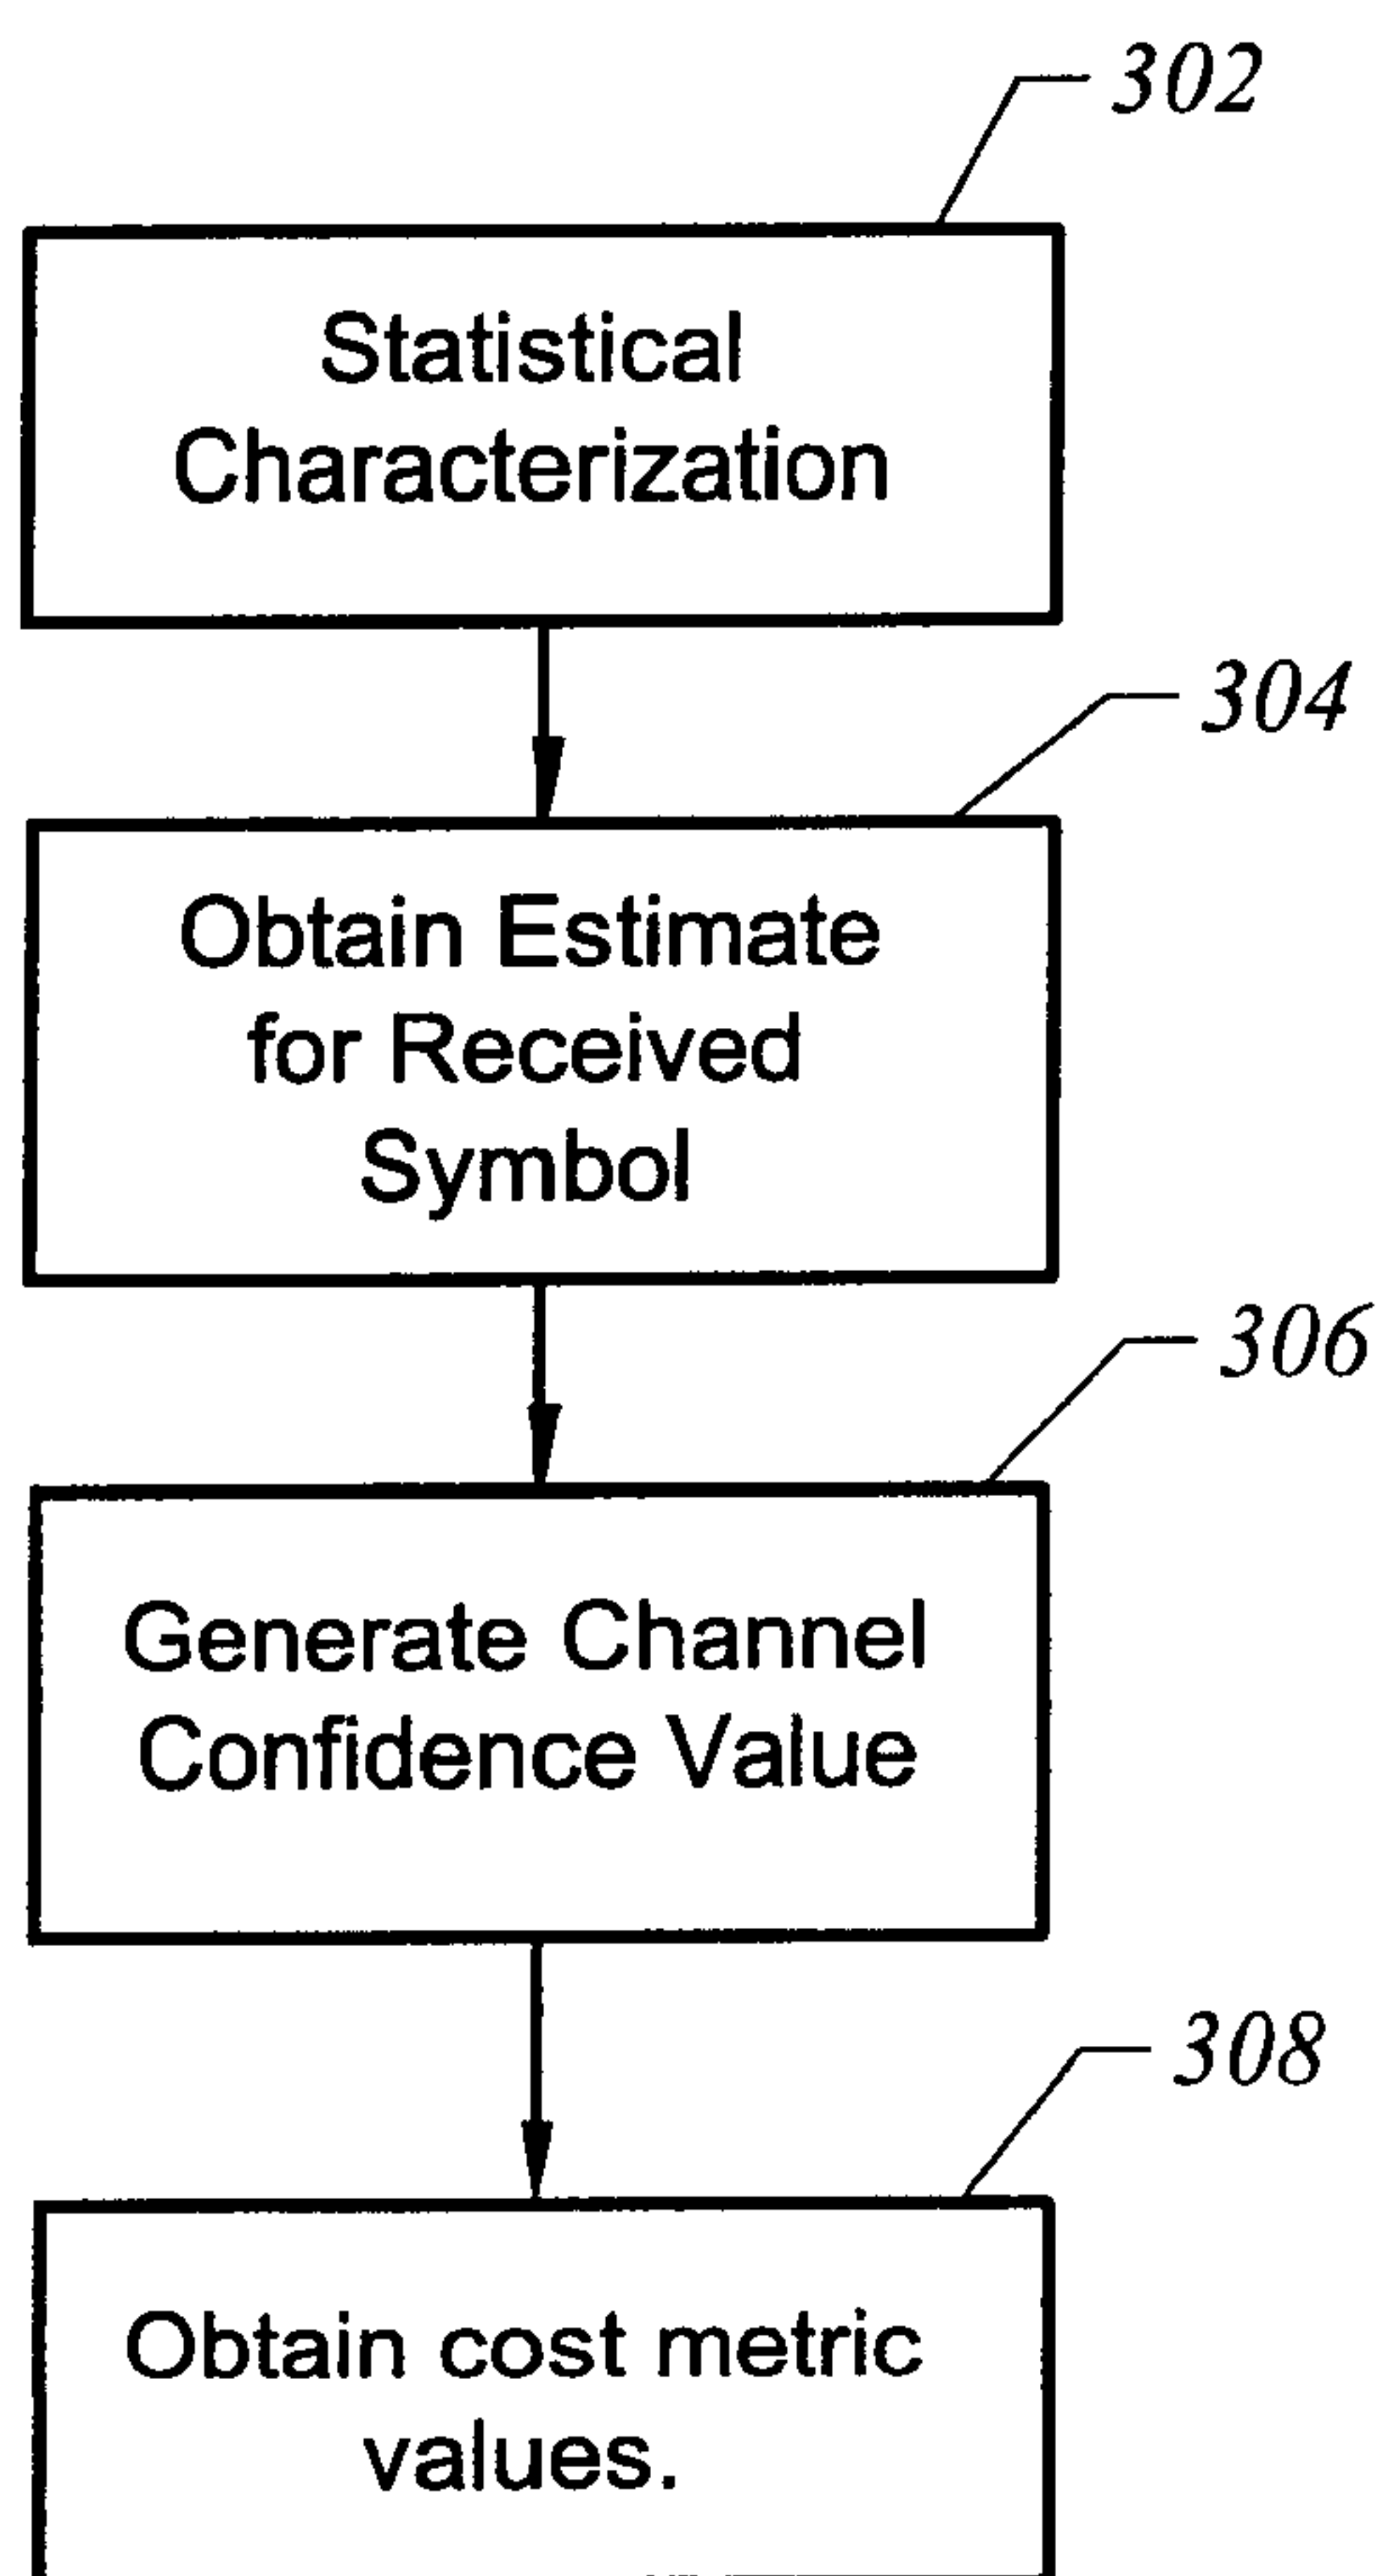 302
Statistical
Characterization
304
Obtain Estimate
for Received
Symbol
306
Generate Channel
Confidence Value
308
Obtain cost metric
values.